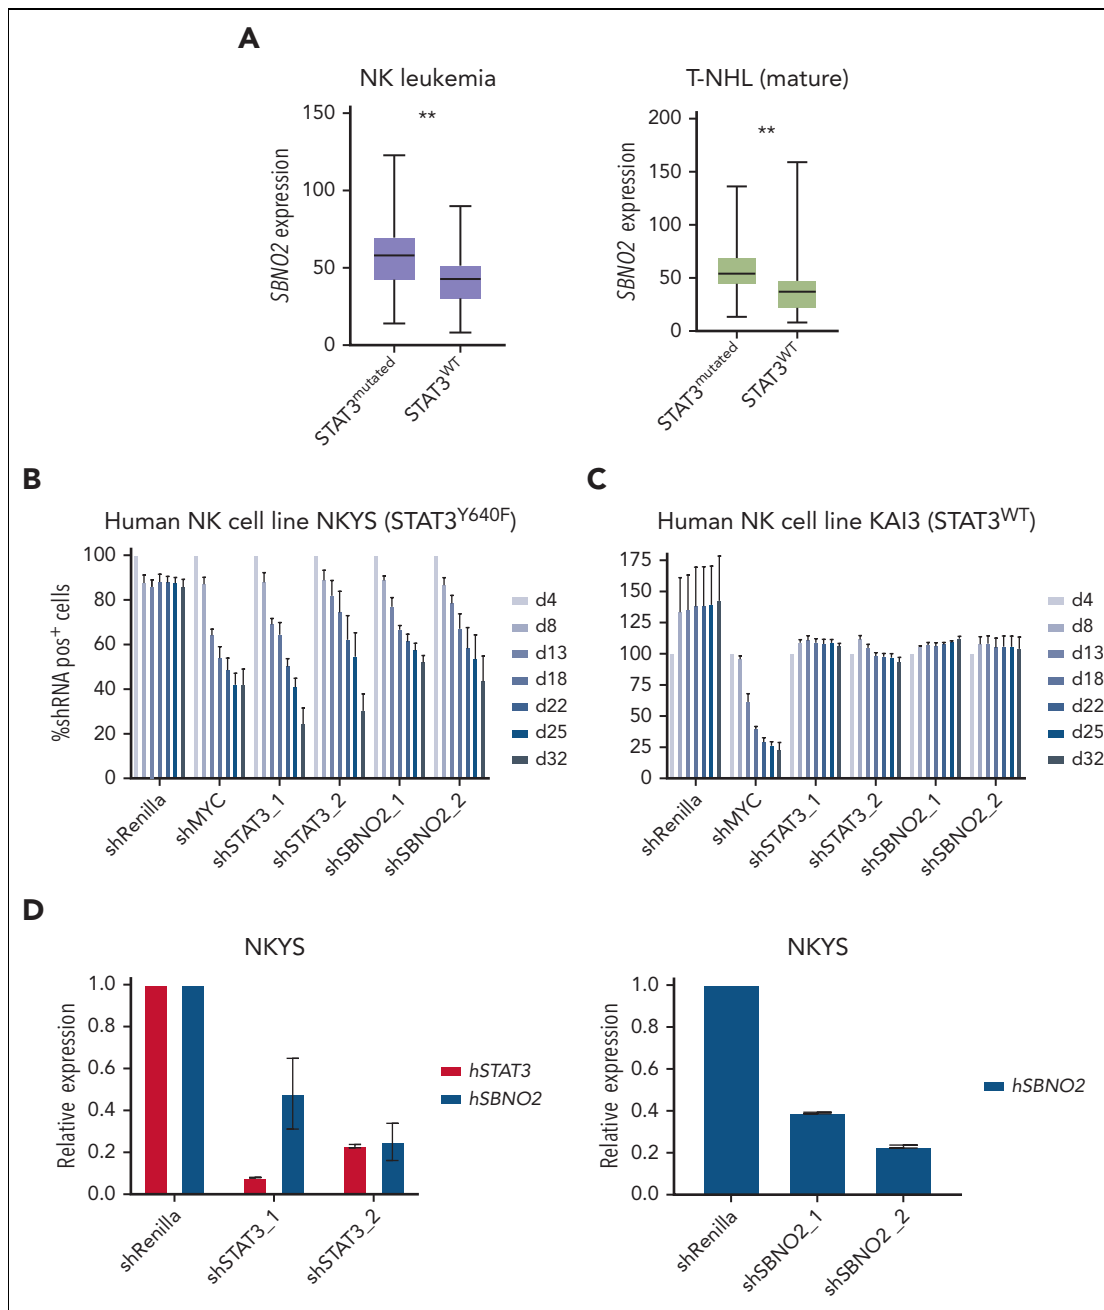 A
NK leukemia
T-NHL (mature)
**
**
SBNO2 expression
150
100
50
0
STAT3mutated
STAT3WT
SBNO2 expression
200
150
100
50
0
STAT3mutated
STAT3WT
B
Human NK cell line NKYS (STAT3Y640F)
%shRNA pos+ cells
100
80
60
40
20
0
shRenilla
shMYC
shSTAT3_1
shSTAT3_2
shSBNO2_1
shSBNO2_2
d4
d8
d13
d18
d22
d25
d32
C
Human NK cell line KAI3 (STAT3WT)
175
150
125
100
75
50
25
0
shRenilla
shMYC
shSTAT3_1
shSTAT3_2
shSBNO2_1
shSBNO2_2
d4
d8
d13
d18
d22
d25
d32
D
NKYS
Relative expression
1.0
0.8
0.6
0.4
0.2
0.0
shRenilla
shSTAT3_1
shSTAT3_2
hSTAT3
hSBNO2
NKYS
Relative expression
1.0
0.8
0.6
0.4
0.2
0.0
shRenilla
shSBNO2_1
shSBNO2_2
hSBNO2